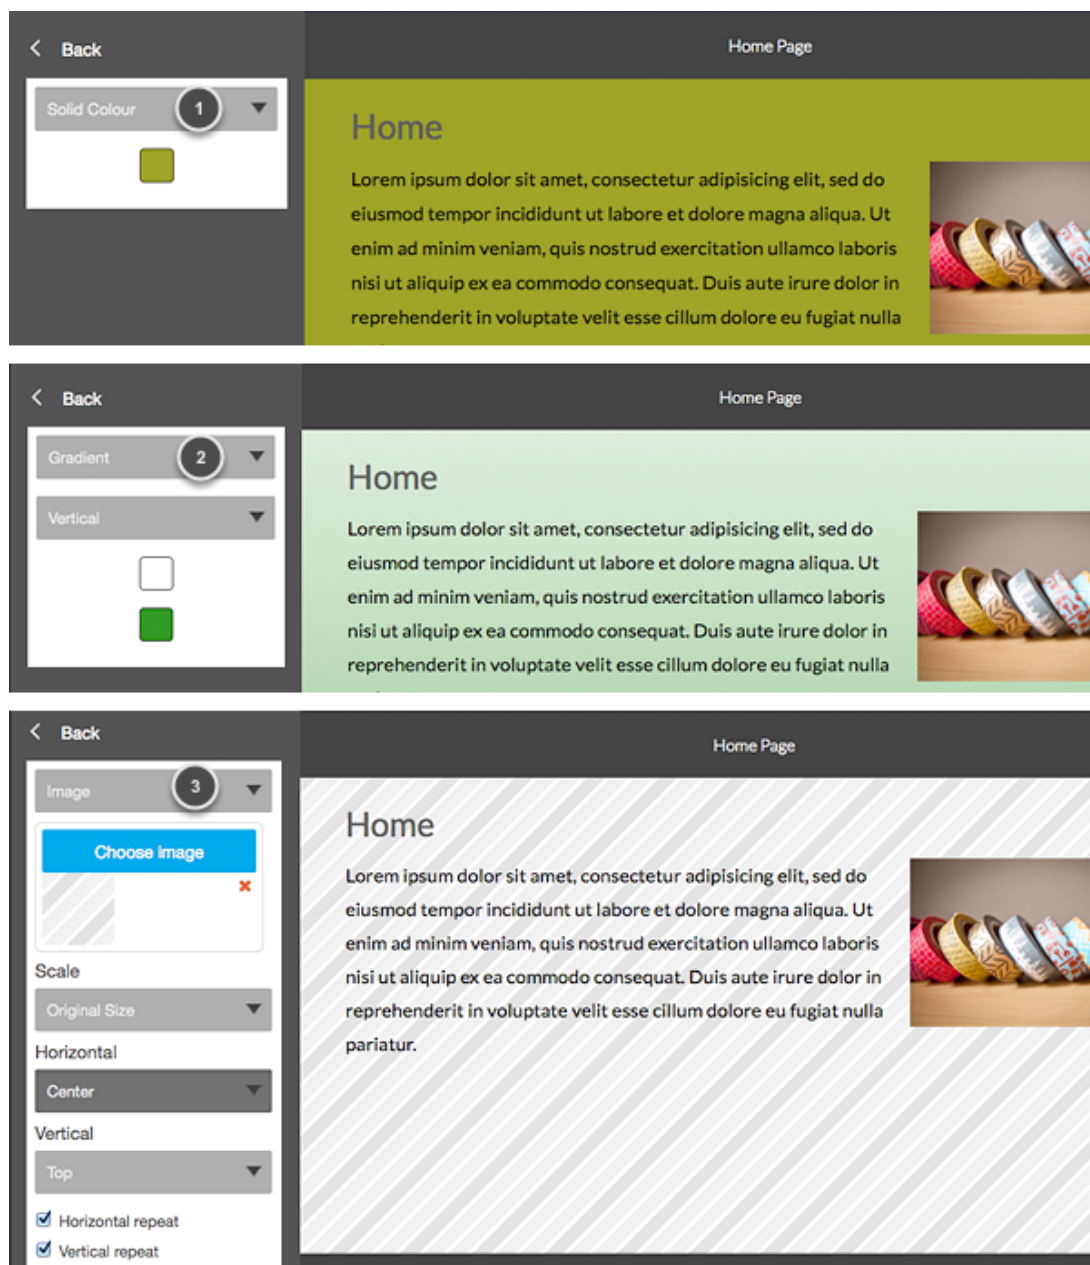 Back
Home Page
Solid Colour
1
Home
Lorem ipsum dolor sit amet, consectetur adipisicing elit, sed do
eiusmod tempor incididunt ut labore et dolore magna aliqua. Ut
enim ad minim veniam, quis nostrud exercitation ullamco laboris
nisi ut aliquip ex ea commodo consequat. Duis aute irure dolor in
reprehenderit in voluptate velit esse cillum dolore eu fugiat nulla
Back
Home Page
Gradient
2
Vertical
Home
Lorem ipsum dolor sit amet, consectetur adipisicing elit, sed do
eiusmod tempor incididunt ut labore et dolore magna aliqua. Ut
enim ad minim veniam, quis nostrud exercitation ullamco laboris
nisi ut aliquip ex ea commodo consequat. Duis aute irure dolor in
reprehenderit in voluptate velit esse cillum dolore eu fugiat nulla
Back
Home Page
Image
3
Choose image
Scale
Original Size
Horizontal
Center
Vertical
Top
Horizontal repeat
Vertical repeat
Home
Lorem ipsum dolor sit amet, consectetur adipisicing elit, sed do
eiusmod tempor incididunt ut labore et dolore magna aliqua. Ut
enim ad minim veniam, quis nostrud exercitation ullamco laboris
nisi ut aliquip ex ea commodo consequat. Duis aute irure dolor in
reprehenderit in voluptate velit esse cillum dolore eu fugiat nulla
pariatur.